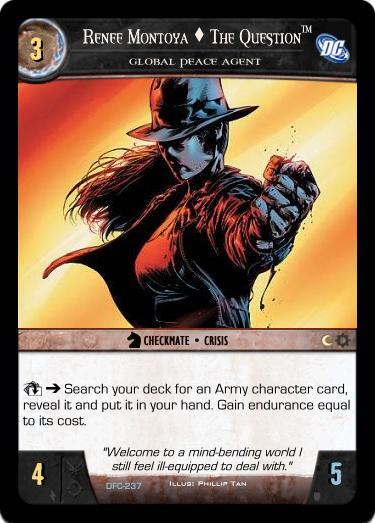 3
Renee Montoya ♦ The Question™
DC
GLOBAL PEACE AGENT
CHECKMATE • CRISIS
➔ Search your deck for an Army character card,
reveal it and put it in your hand. Gain endurance equal
to its cost.
"Welcome to a mind-bending world I
still feel ill-equipped to deal with."
4
DFC-237
Illus: Phillip Tan
5